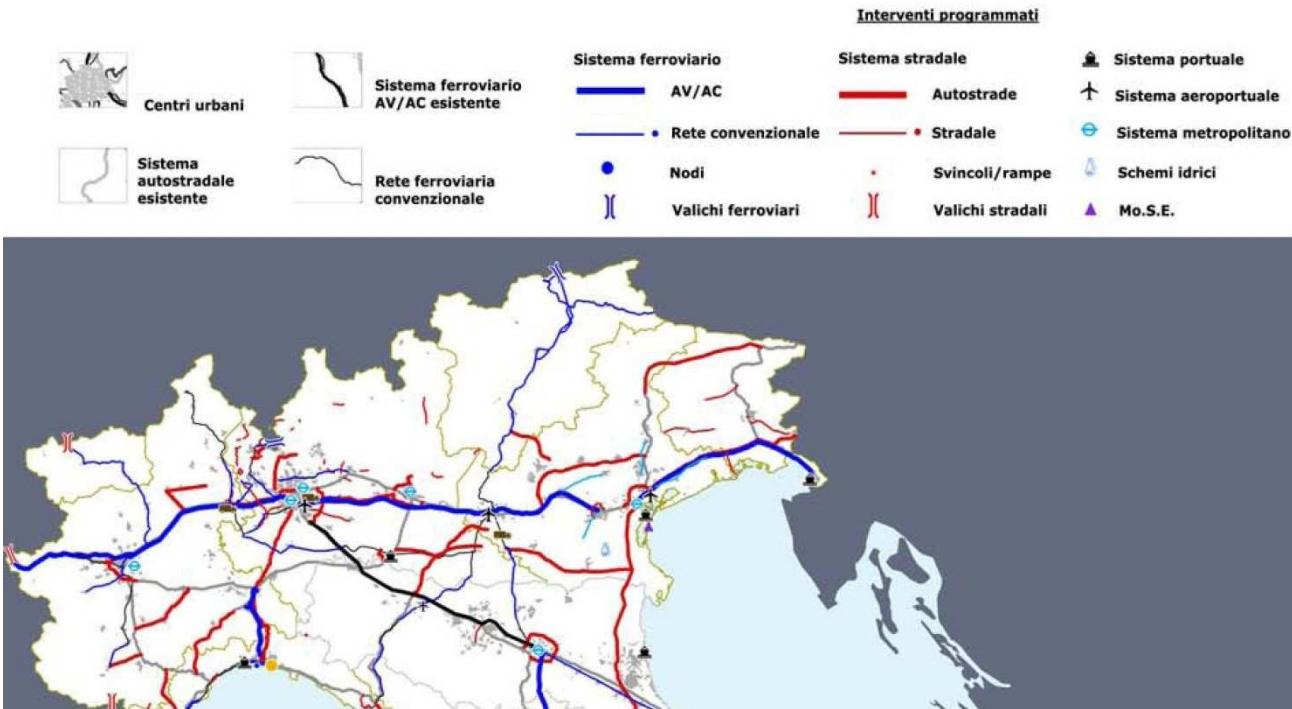 Interventi programmati
Centri urbani
Sistema ferroviario
AV/AC esistente
Sistema
autostradale
esistente
Rete ferroviaria
convenzionale
Sistema ferroviario
AV/AC
Rete convenzionale
Nodi
Valichi ferroviari
Sistema stradale
Autostrade
Stradale
Svincoli/rampe
Valichi stradali
Sistema portuale
Sistema aeroportuale
Sistema metropolitano
Schemi idrici
Mo.S.E.